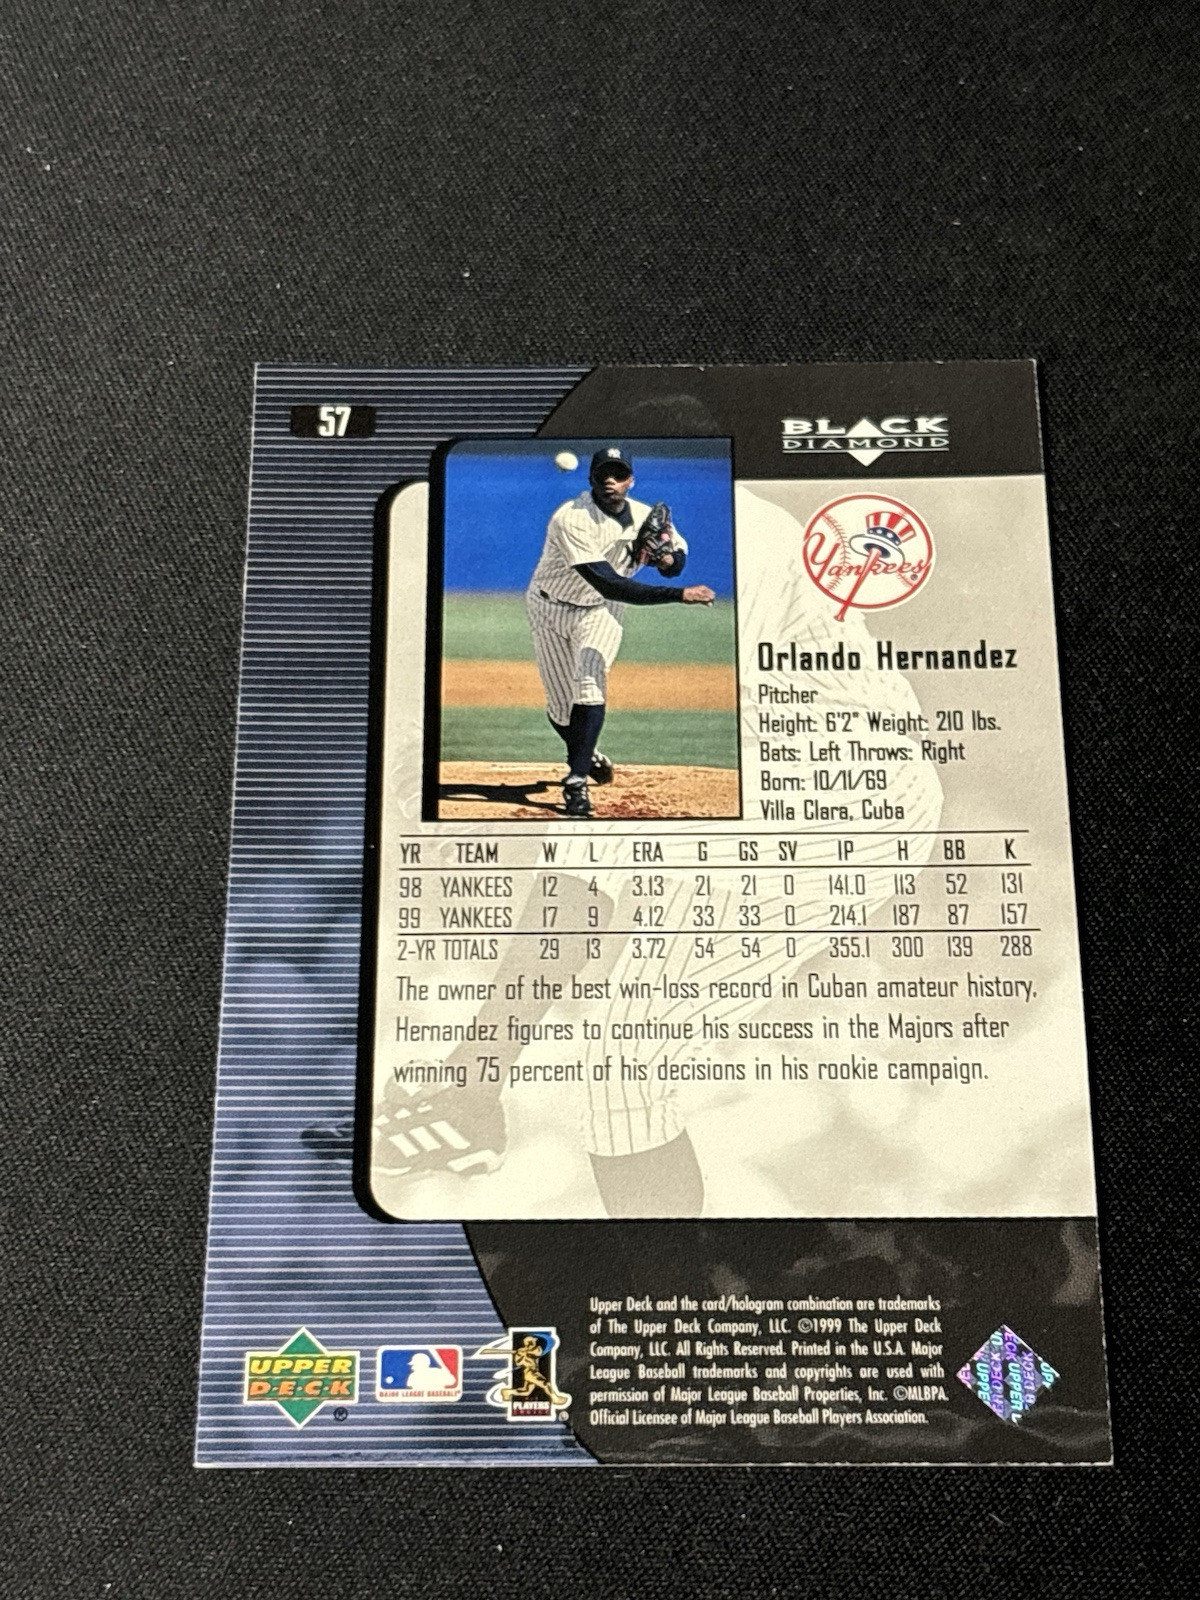 57
BLACK
DIAMOND
Yankees
Orlando Hernandez
Pitcher
Height: 6'2" Weight: 210 lbs.
Bats: Left Throws: Right
Born: 10/11/69
Villa Clara, Cuba
YR TEAM W L ERA G GS SV IP H BB K
98 YANKEES 12 4 3.13 21 21 0 141.0 113 52 131
99 YANKEES 17 9 4.12 33 33 0 214.1 187 87 157
2-YR TOTALS 29 13 3.72 54 54 0 355.1 300 139 288
The owner of the best win-loss record in Cuban amateur history,
Hernandez figures to continue his success in the Majors after
winning 75 percent of his decisions in his rookie campaign.
Upper Deck and the card/hologram combination are trademarks
of The Upper Deck Company, LLC. ©1999 The Upper Deck
Company, LLC. All Rights Reserved. Printed in the U.S.A. Major
League Baseball trademarks and copyrights are used with
permission of Major League Baseball Properties, Inc. ©MLBPA.
Official Licensee of Major League Baseball Players Association.
UPPER
DECK
®
MAJOR LEAGUE BASEBALL
PLAYERS
CHOICE
®